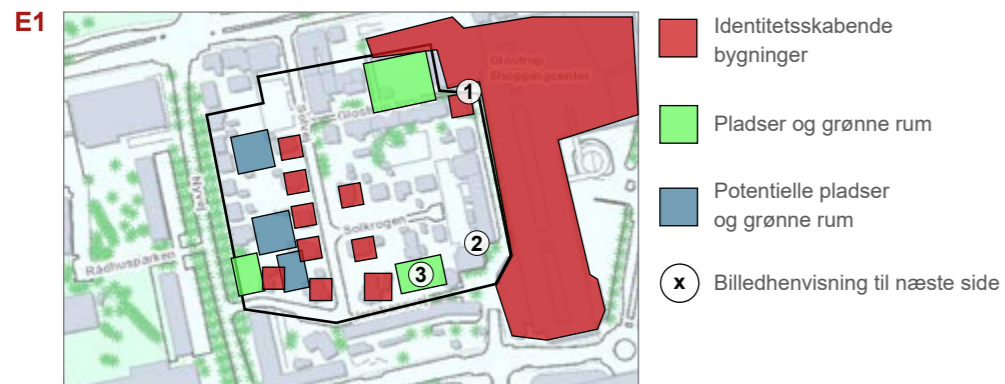 E1
Glostrup
Shoppingcenter
1
Nyvej
Solkrogen
2
Rådhusparken
3
Identitetsskabende
bygninger
Pladser og grønne rum
Potentielle pladser
og grønne rum
x
Billedhenvisning til næste side